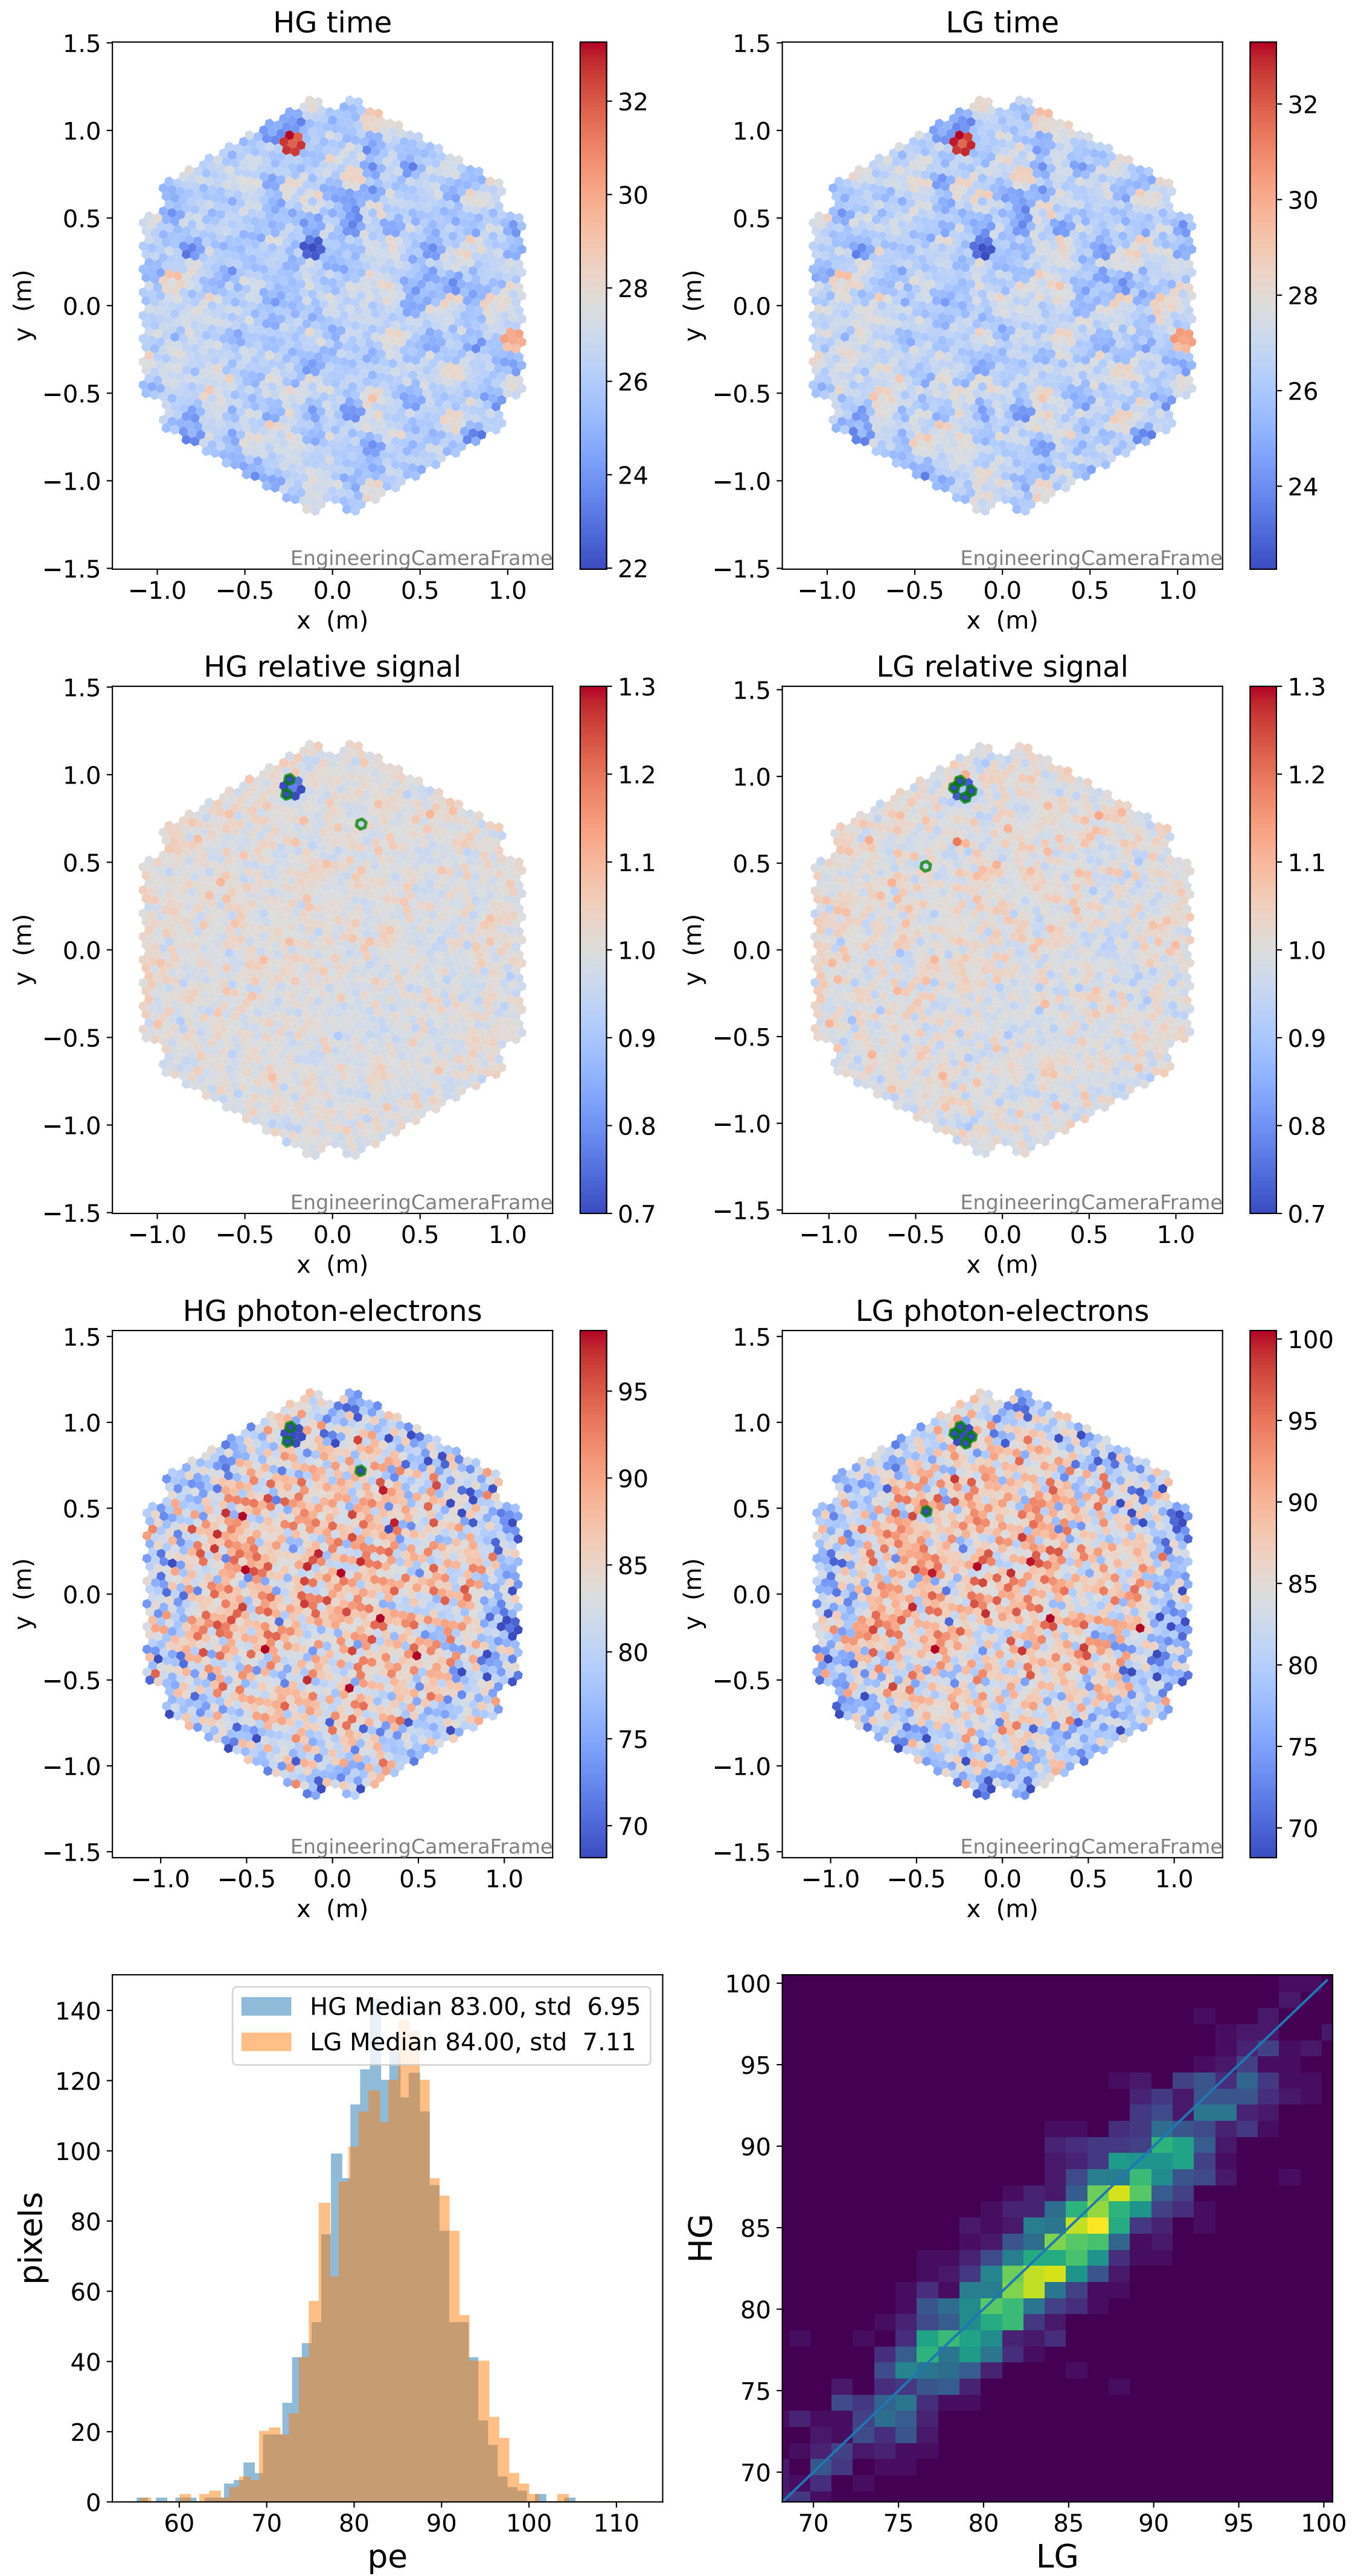 HG time
1.5
1.0
0.5
0.0
−0.5
−1.0
−1.5
y (m)
−1.0 −0.5 0.0 0.5 1.0
x (m)
EngineeringCameraFrame
32
30
28
26
24
22
LG time
1.5
1.0
0.5
0.0
−0.5
−1.0
−1.5
y (m)
−1.0 −0.5 0.0 0.5 1.0
x (m)
EngineeringCameraFrame
32
30
28
26
24
HG relative signal
1.5
1.0
0.5
0.0
−0.5
−1.0
−1.5
y (m)
−1.0 −0.5 0.0 0.5 1.0
x (m)
EngineeringCameraFrame
1.3
1.2
1.1
1.0
0.9
0.8
0.7
LG relative signal
1.5
1.0
0.5
0.0
−0.5
−1.0
−1.5
y (m)
−1.0 −0.5 0.0 0.5 1.0
x (m)
EngineeringCameraFrame
1.3
1.2
1.1
1.0
0.9
0.8
0.7
HG photon-electrons
1.5
1.0
0.5
0.0
−0.5
−1.0
−1.5
y (m)
−1.0 −0.5 0.0 0.5 1.0
x (m)
EngineeringCameraFrame
95
90
85
80
75
70
LG photon-electrons
1.5
1.0
0.5
0.0
−0.5
−1.0
−1.5
y (m)
−1.0 −0.5 0.0 0.5 1.0
x (m)
EngineeringCameraFrame
100
95
90
85
80
75
70
HG Median 83.00, std 6.95
LG Median 84.00, std 7.11
140
120
100
80
60
40
20
0
pixels
60 70 80 90 100 110
pe
100
95
90
85
80
75
70
HG
70 75 80 85 90 95 100
LG